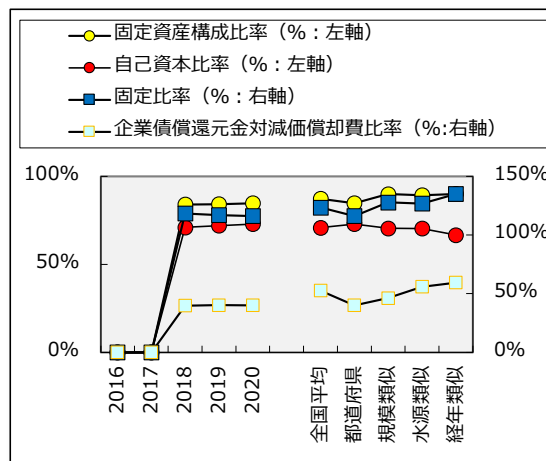 固定資産構成比率（%：左軸）
自己資本比率（%：左軸）
固定比率（%：右軸）
企業債償還元金対減価償却費比率（%:右軸）
100%
50%
0%
150%
100%
50%
0%
2016
2017
2018
2019
2020
全国平均
都道府県
規模類似
水源類似
経年類似